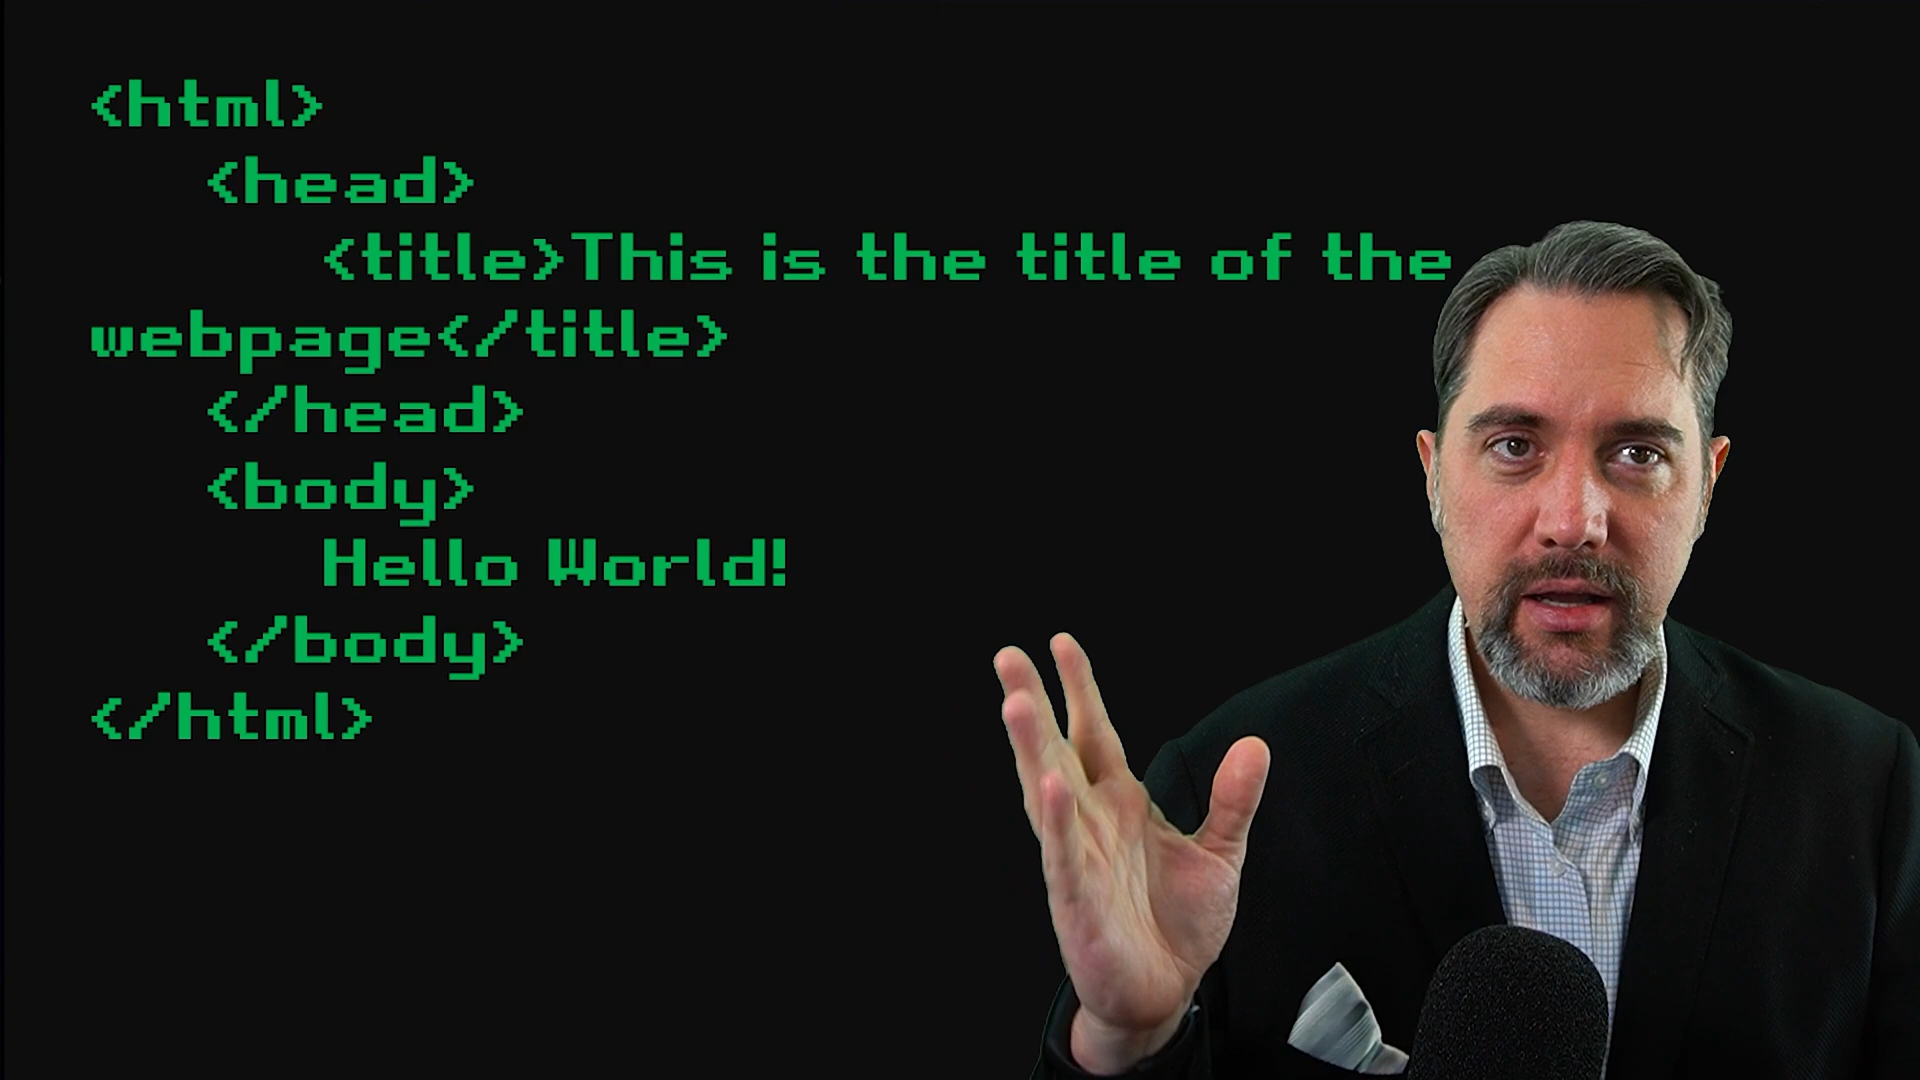 <html>
<head>
<title>This is the title of the
webpage</title>
</head>
<body>
Hello World!
</body>
</html>